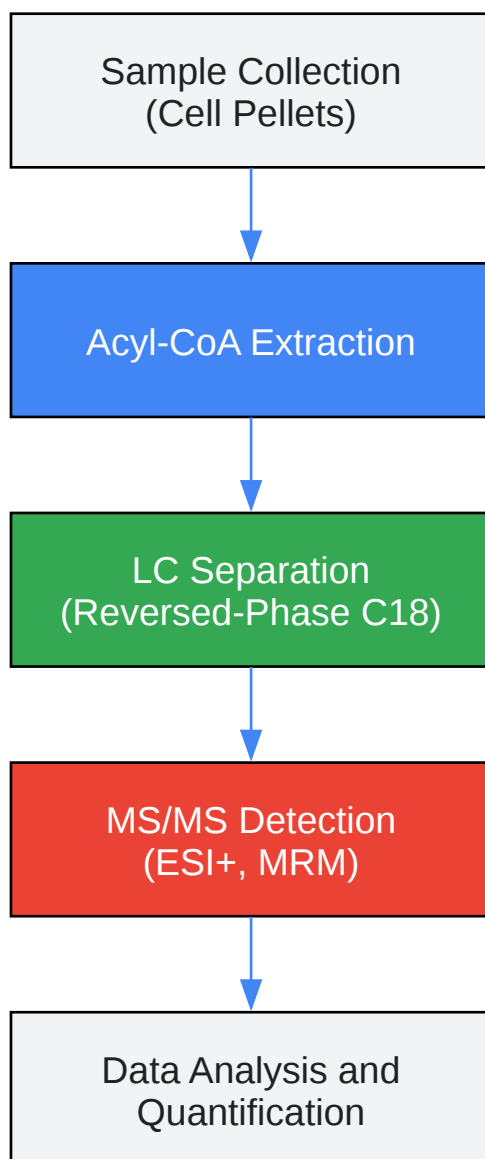 Sample Collection
(Cell Pellets)
Acyl-CoA Extraction
LC Separation
(Reversed-Phase C18)
MS/MS Detection
(ESI+, MRM)
Data Analysis and
Quantification